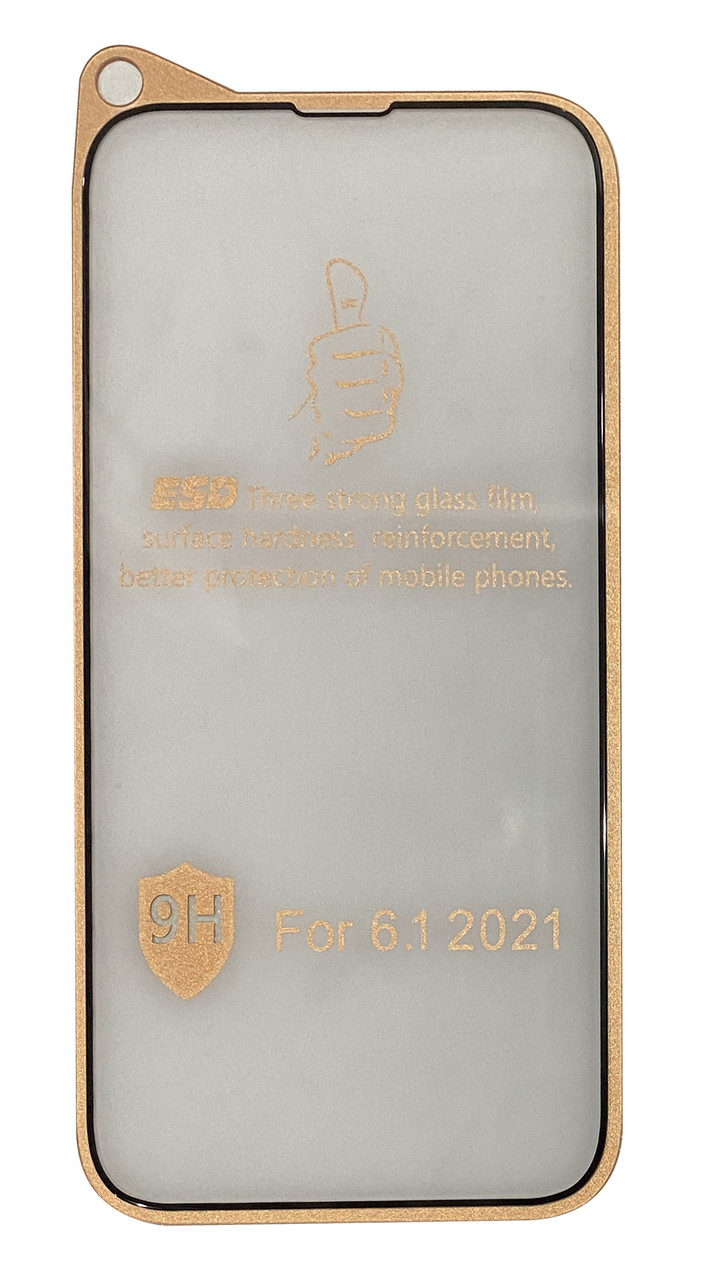 ESD Three strong glass film,
surface hardness reinforcement,
better protection of mobile phones.
9H
For 6.1 2021